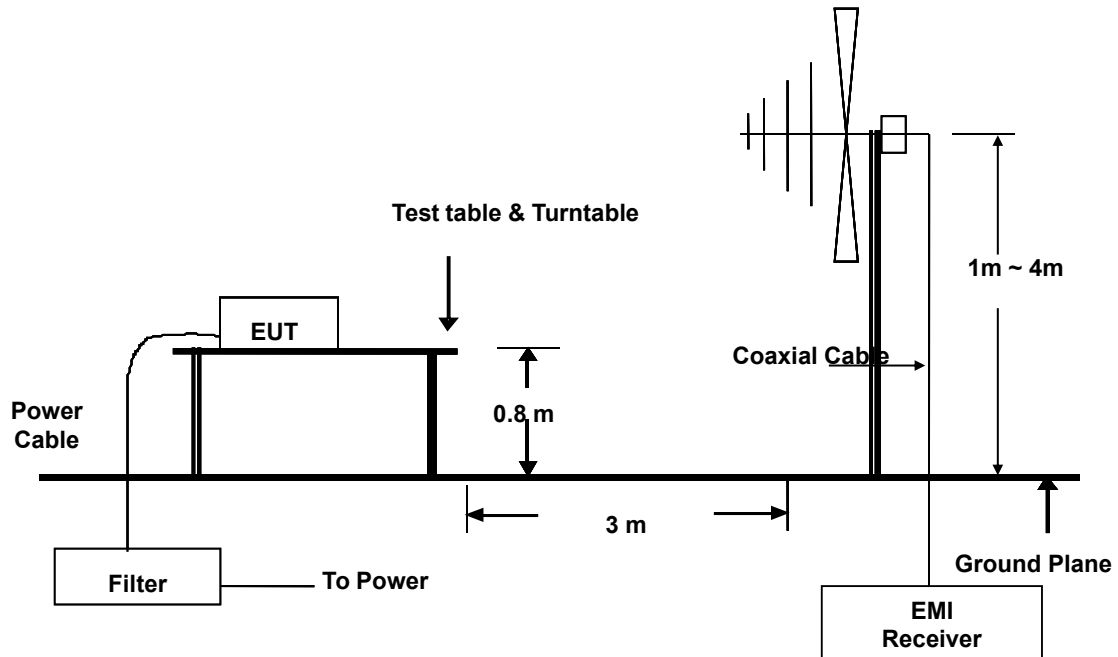 Test table & Turntable
1m ~ 4m
EUT
Coaxial Cable
0.8 m
Power
Cable
3 m
Ground Plane
Filter
To Power
EMI
Receiver